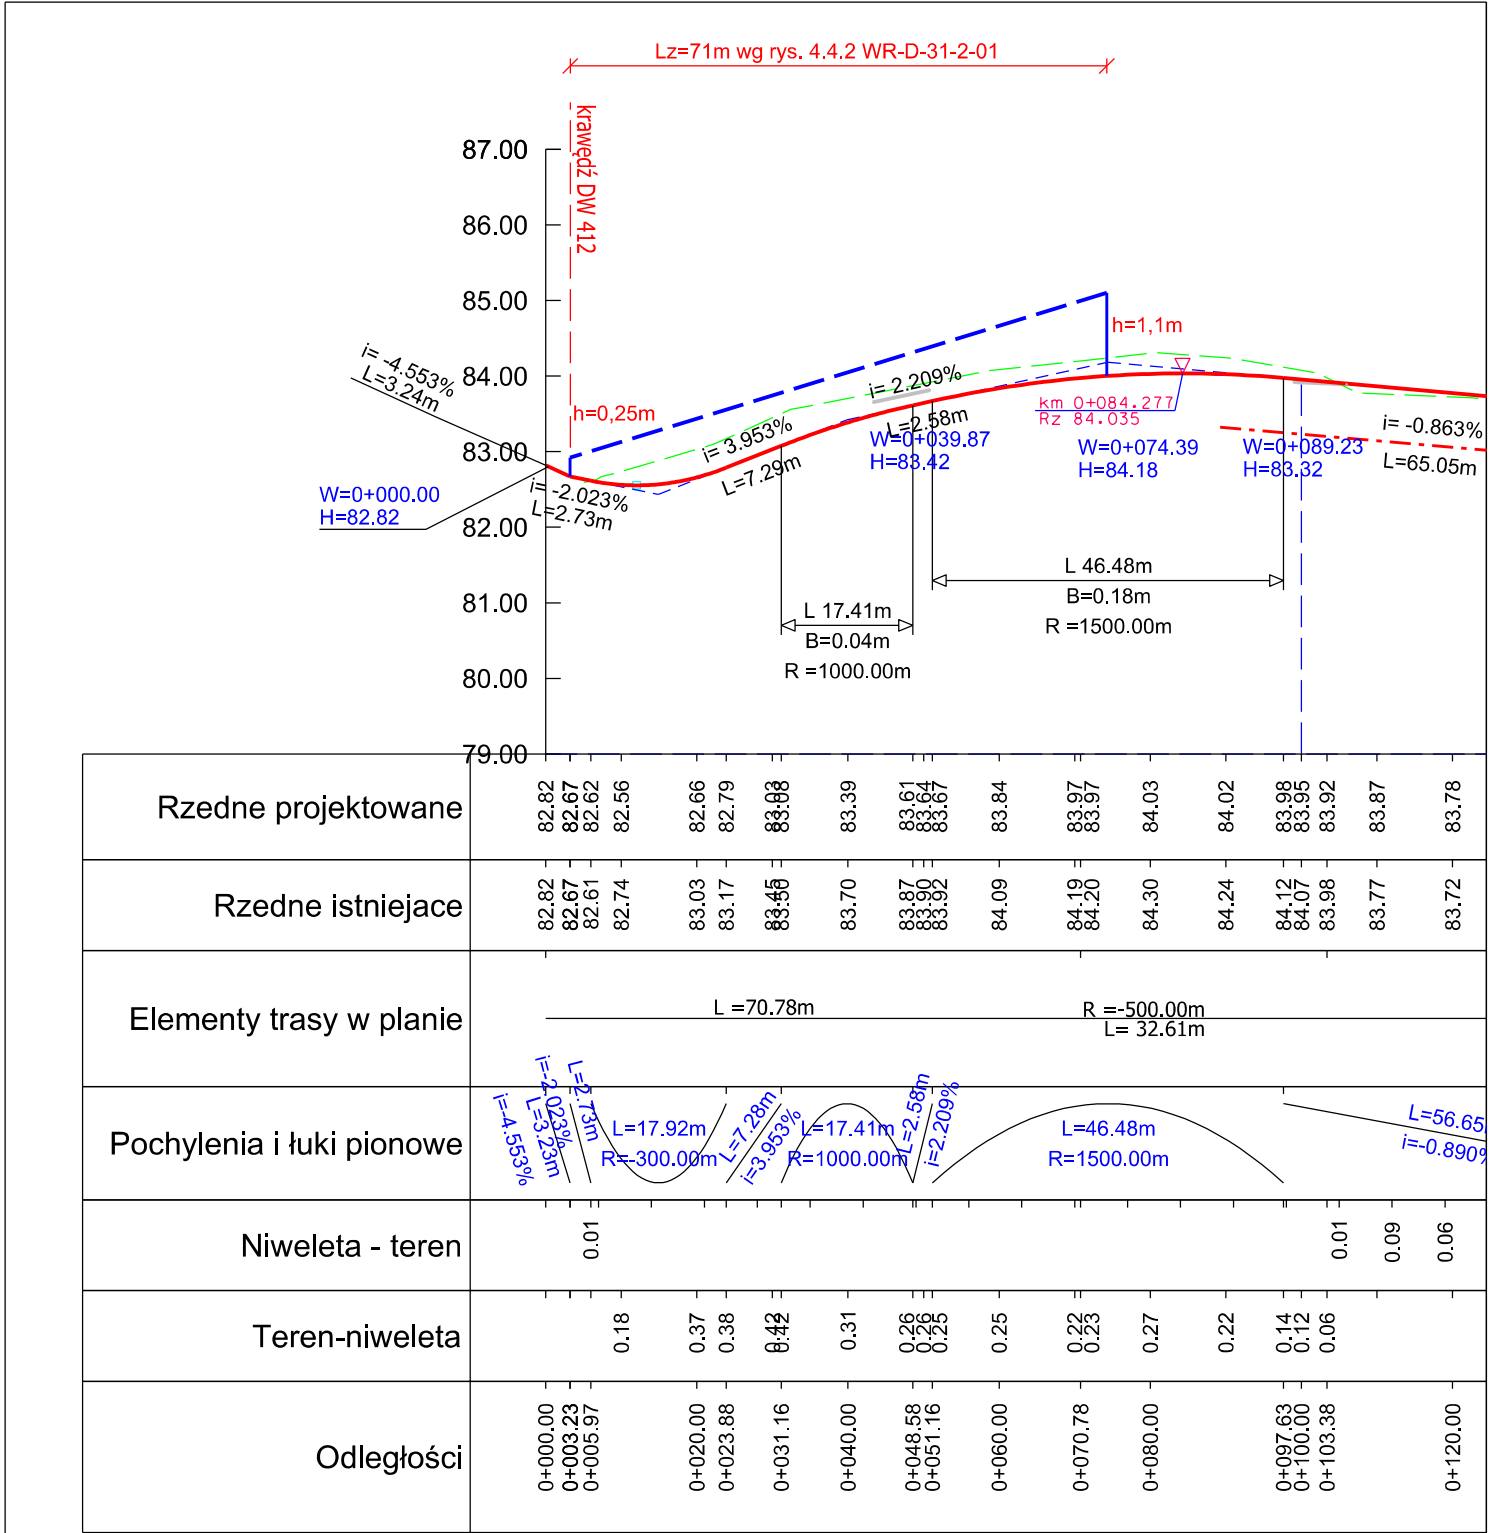 Lz=71m wg rys. 4.4.2 WR-D-31-2-01
krawędź DW 412
87.00
86.00
85.00
84.00
83.00
82.00
81.00
80.00
79.00
i= -4.553%
L=3.24m
h=0,25m
W=0+000.00
H=82.82
i= -2.023%
L=2.73m
i= 3.953%
L=7.29m
i= 2.209%
L=2.58m
W=0+039.87
H=83.42
h=1,1m
km 0+084.277
Rz 84.035
W=0+074.39
H=84.18
W=0+089.23
H=83.32
i= -0.863%
L=65.05m
L 17.41m
B=0.04m
R =1000.00m
L 46.48m
B=0.18m
R =1500.00m
Rzedne projektowane
82.82 82.67 82.62 82.56 82.66 82.79 83.03 83.08 83.39 83.61 83.64 83.67 83.84 83.97 83.97 84.03 84.02 83.98 83.95 83.92 83.87 83.78
Rzedne istniejace
82.82 82.67 82.61 82.74 83.03 83.17 83.45 83.50 83.70 83.87 83.90 83.92 84.09 84.19 84.20 84.30 84.24 84.12 84.07 83.98 83.77 83.72
Elementy trasy w planie
L =70.78m
R =-500.00m
L= 32.61m
Pochylenia i łuki pionowe
i=-4.553%
L=3.23m
i=-2.023%
L=2.73m
L=17.92m
R=-300.00m
L=7.28m
i=3.953%
L=17.41m
R=1000.00m
L=2.58m
i=2.209%
L=46.48m
R=1500.00m
L=56.65
i=-0.890%
Niweleta - teren
0.01 0.01 0.09 0.06
Teren-niweleta
0.18 0.37 0.38 0.42 0.42 0.31 0.26 0.26 0.25 0.25 0.22 0.23 0.27 0.22 0.14 0.12 0.06
Odległości
0+000.00 0+003.23 0+005.97 0+020.00 0+023.88 0+031.16 0+040.00 0+048.58 0+051.16 0+060.00 0+070.78 0+080.00 0+097.63 0+100.00 0+103.38 0+120.00